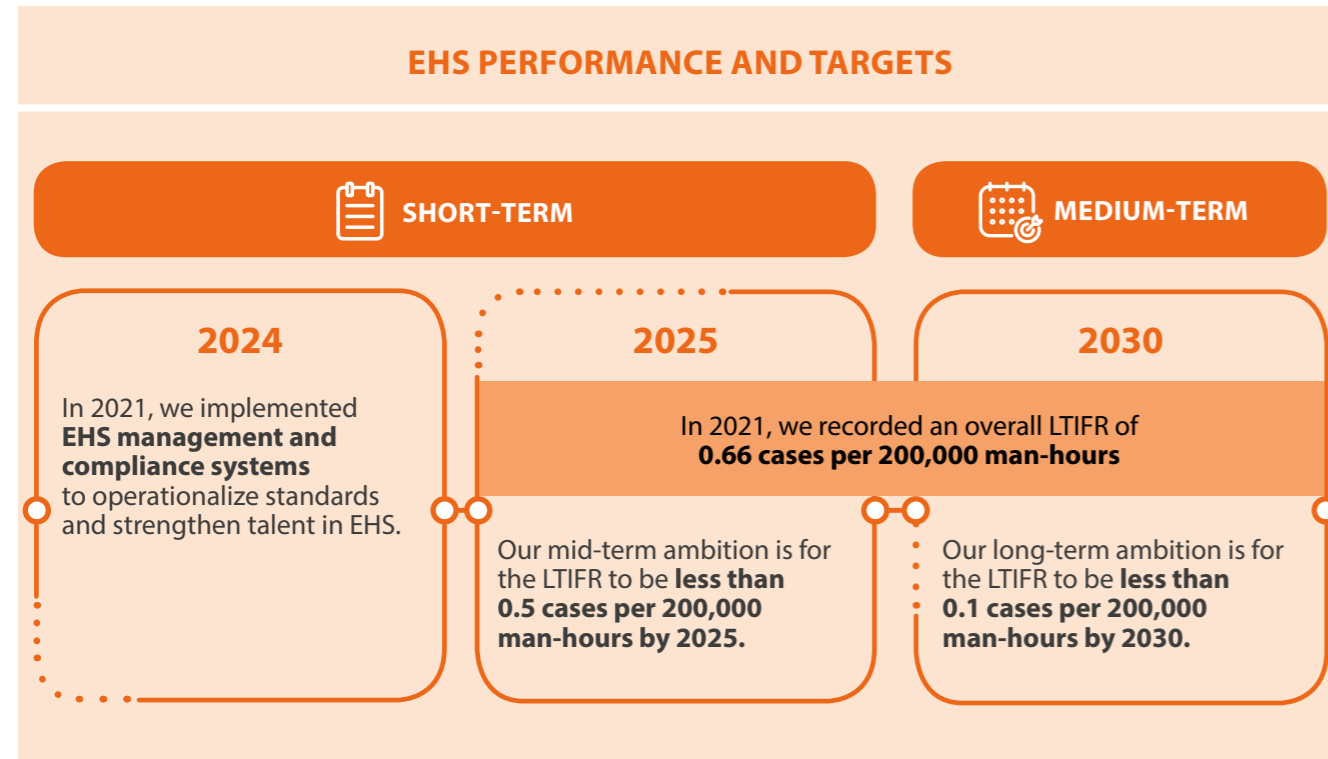 EHS PERFORMANCE AND TARGETS
SHORT-TERM
MEDIUM-TERM
2024
In 2021, we implemented
EHS management and
compliance systems
to operationalize standards
and strengthen talent in EHS.
2025
2030
In 2021, we recorded an overall LTIFR of
0.66 cases per 200,000 man-hours
Our mid-term ambition is for
the LTIFR to be less than
0.5 cases per 200,000
man-hours by 2025.
Our long-term ambition is for
the LTIFR to be less than
0.1 cases per 200,000
man-hours by 2030.